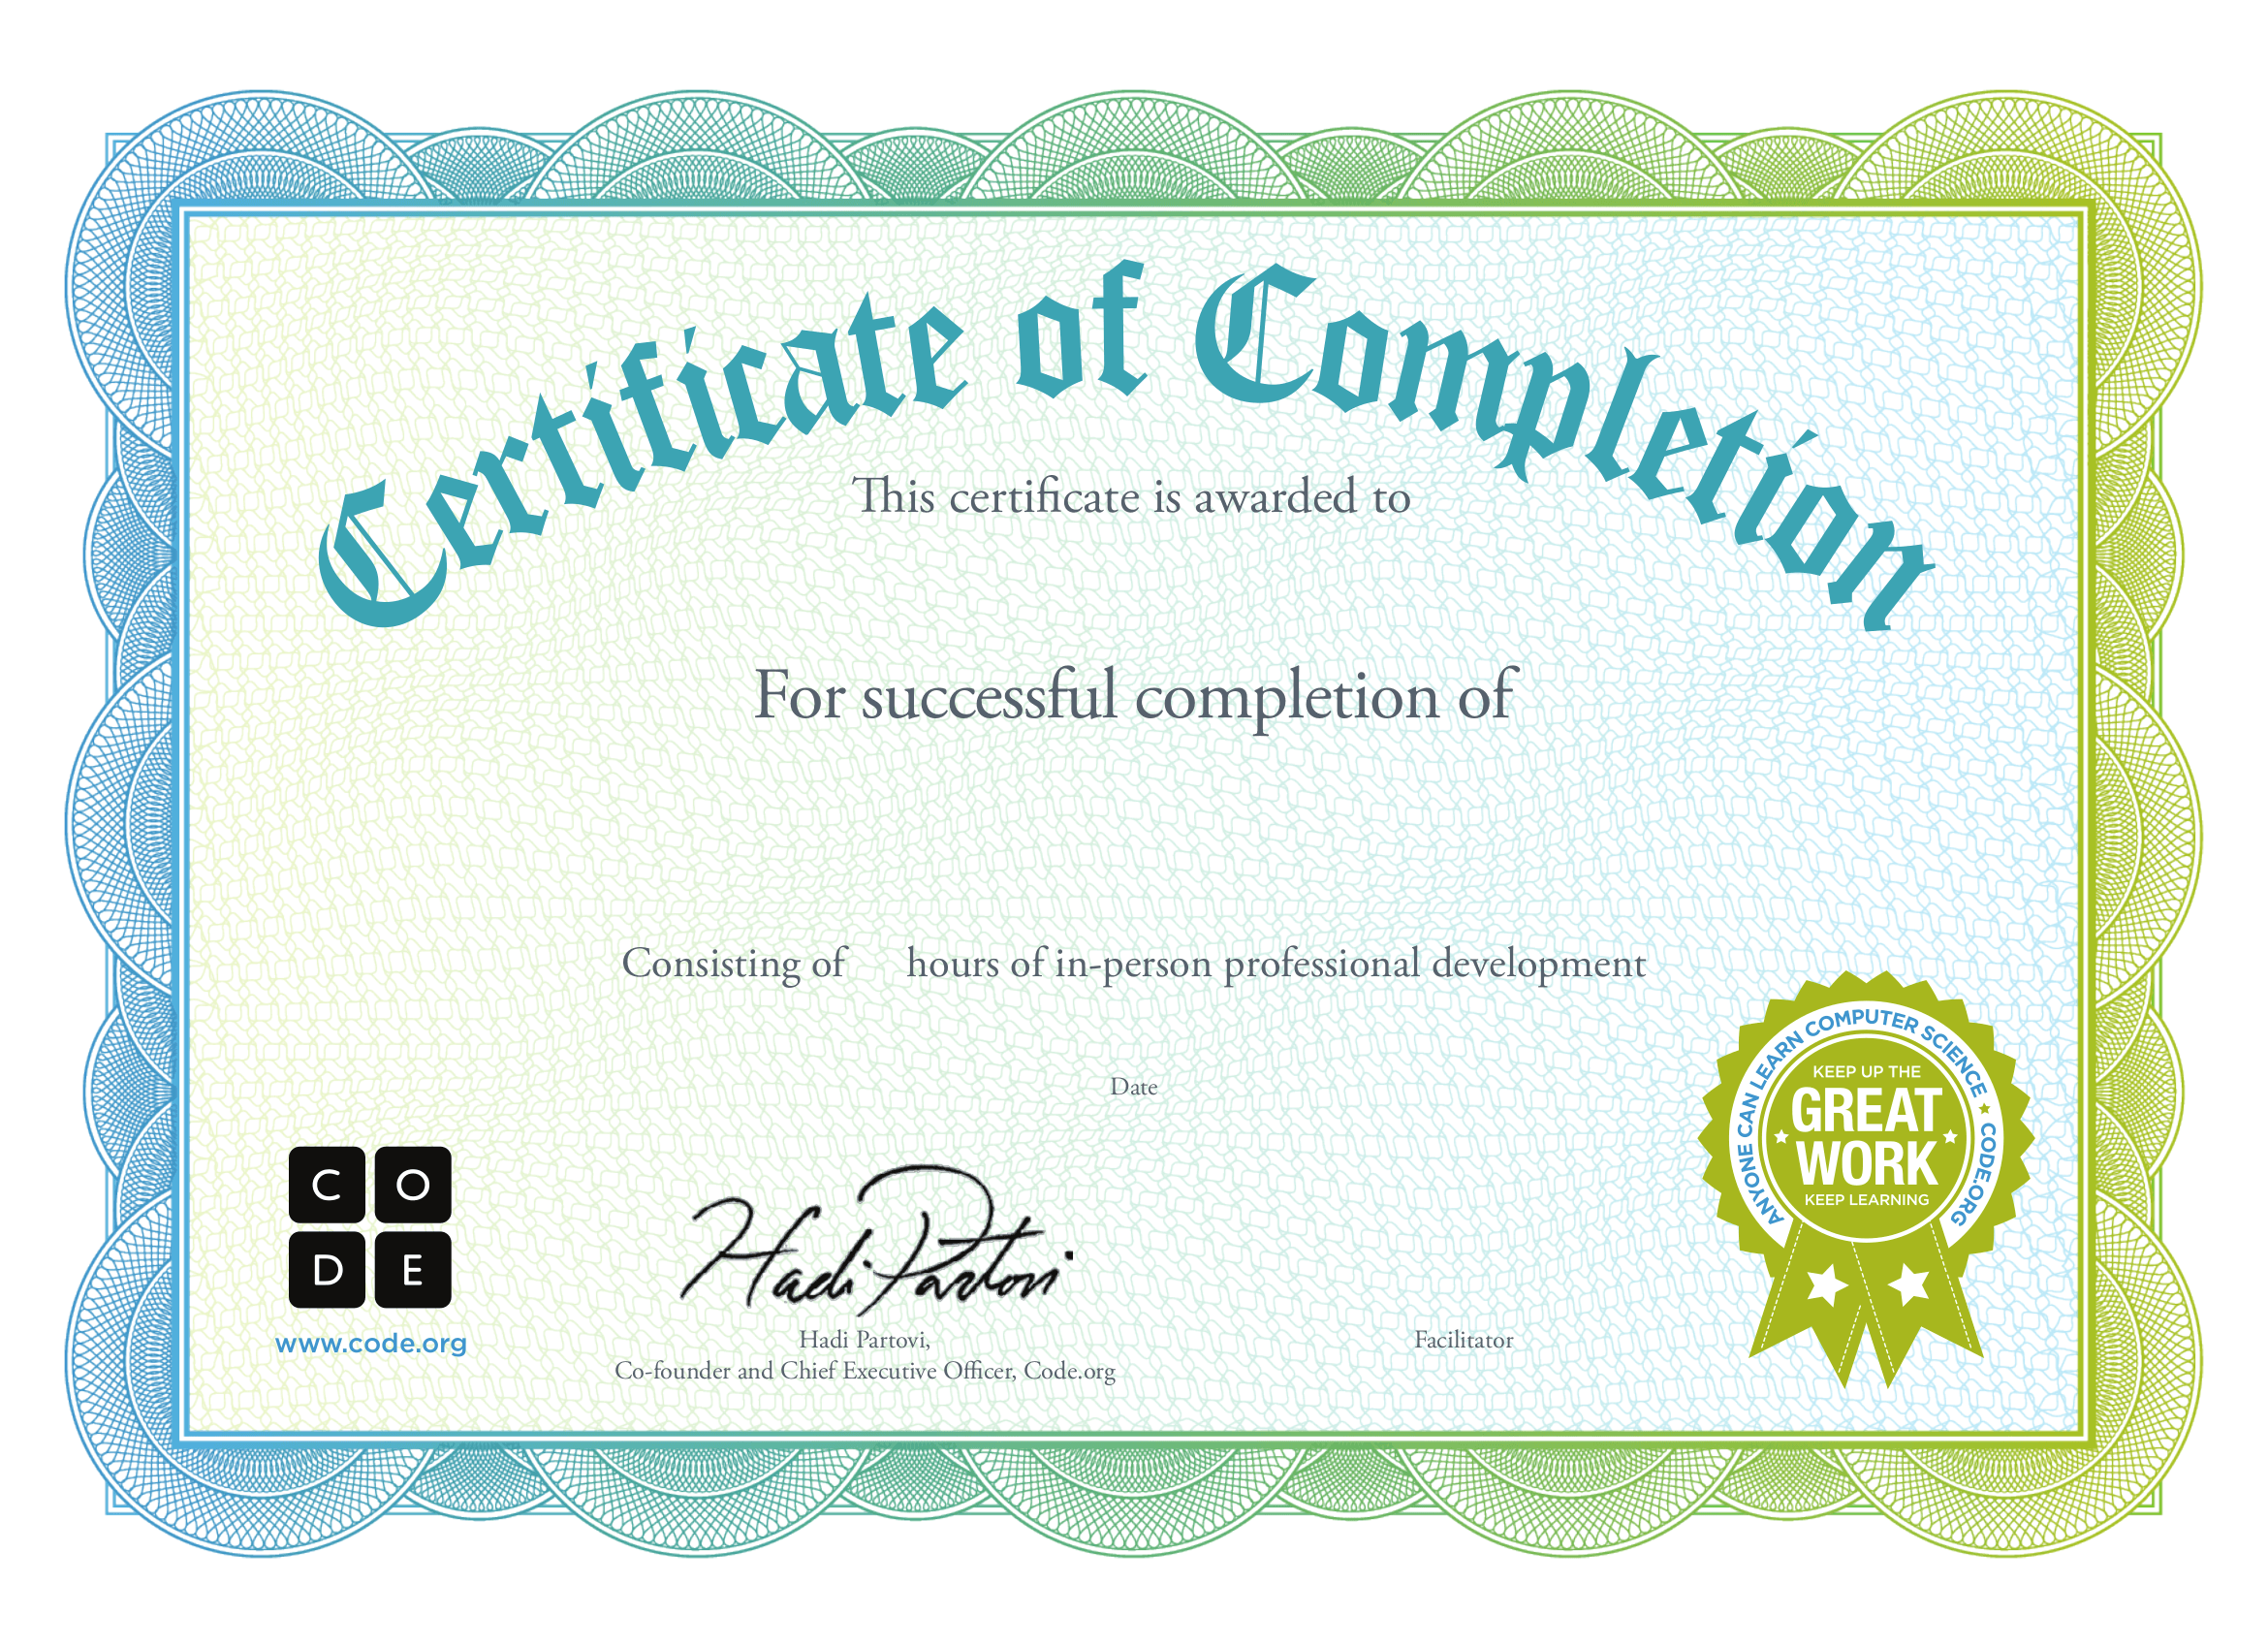 Certificate of Completion
This certificate is awarded to
For successful completion of
Consisting of hours of in-person professional development
Date
ANYONE CAN LEARN COMPUTER SCIENCE ★ CODE.ORG
KEEP UP THE
GREAT
★ WORK ★
KEEP LEARNING
C O
D E
www.code.org
Hadi Partovi
Hadi Partovi,
Co-founder and Chief Executive Officer, Code.org
Facilitator